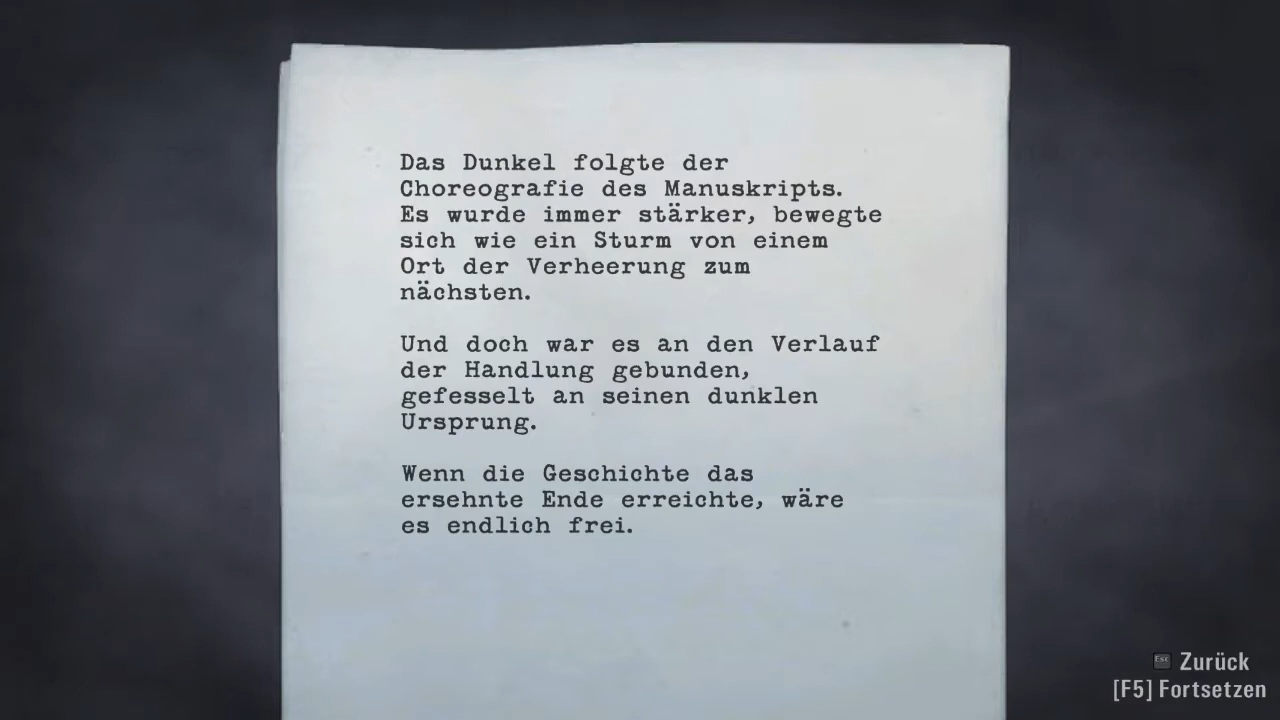 Das Dunkel folgte der
Choreografie des Manuskripts.
Es wurde immer stärker, bewegte
sich wie ein Sturm von einem
Ort der Verheerung zum
nächsten.
Und doch war es an den Verlauf
der Handlung gebunden,
gefesselt an seinen dunklen
Ursprung.
Wenn die Geschichte das
ersehnte Ende erreichte, wäre
es endlich frei.
Esc Zurück
[F5] Fortsetzen